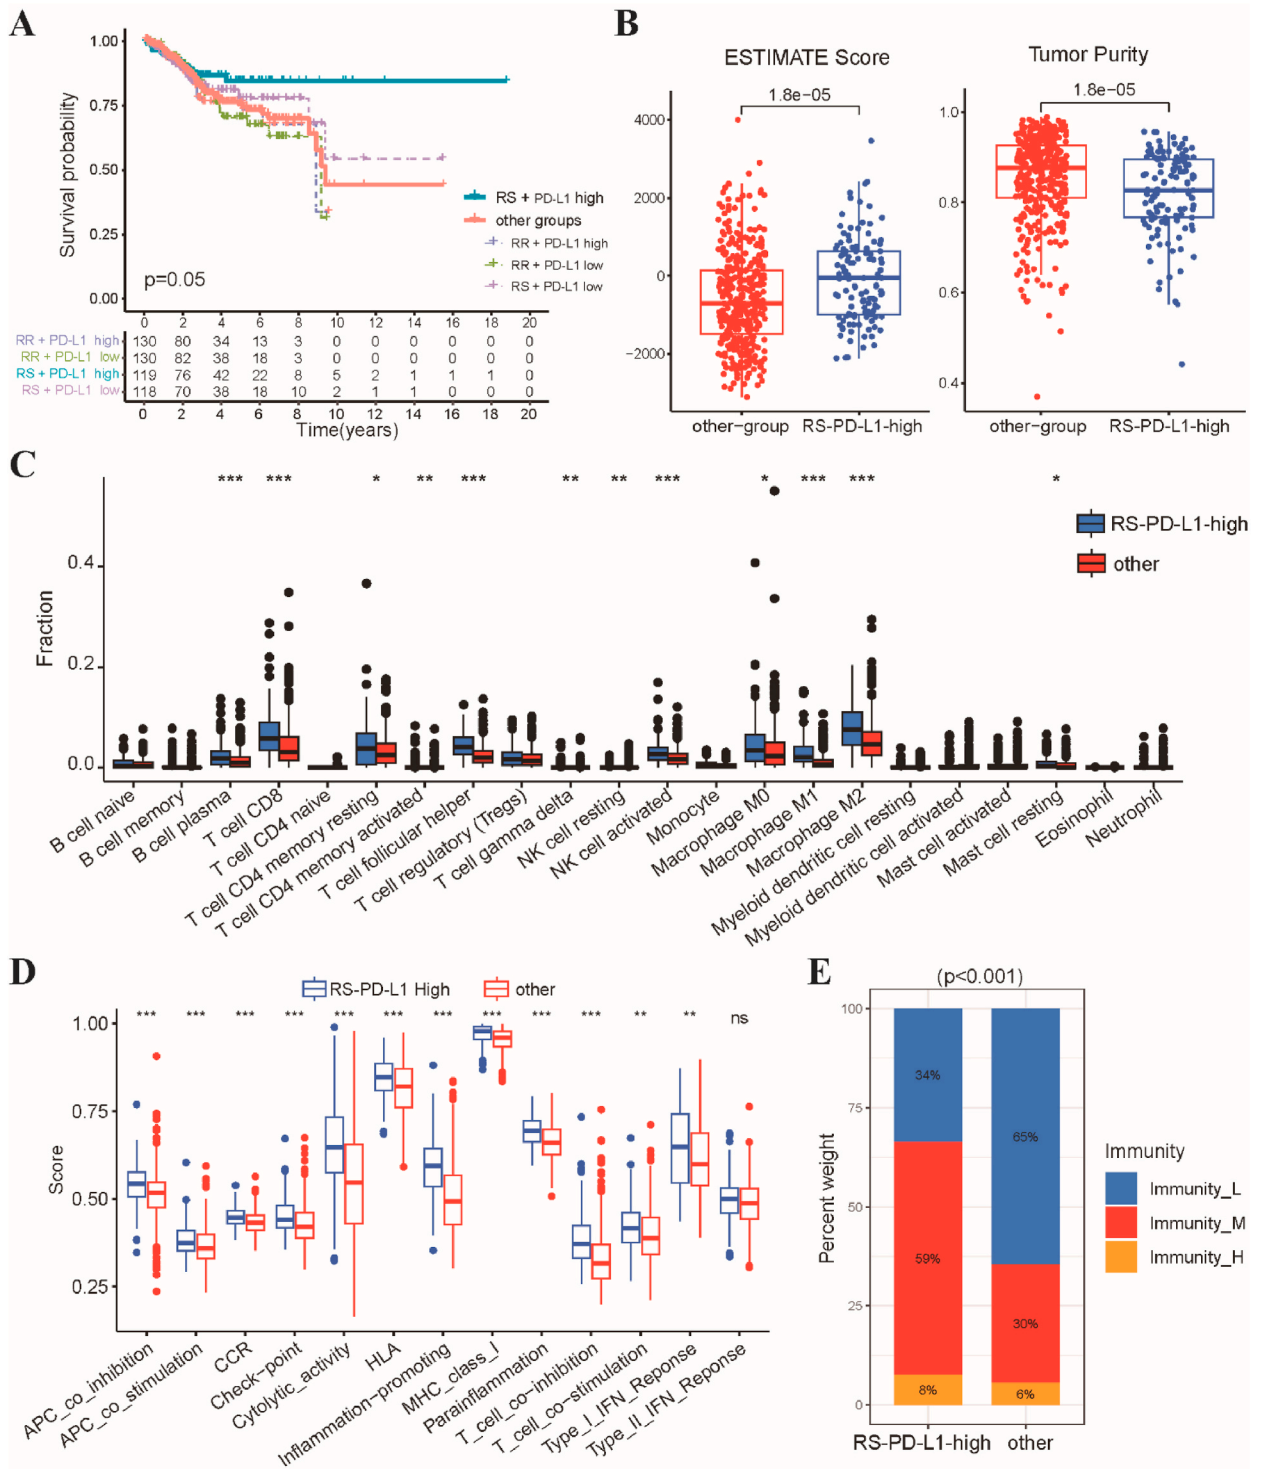 A
1.00
0.75
0.50
0.25
0.00
Survival probability
p=0.05
RS + PD-L1 high
other groups
RR + PD-L1 high
RR + PD-L1 low
RS + PD-L1 low
0 2 4 6 8 10 12 14 16 18 20
RR + PD-L1 high 130 80 34 13 3 0 0 0 0 0 0
RR + PD-L1 low 130 82 38 18 3 0 0 0 0 0 0
RS + PD-L1 high 119 76 42 22 8 5 2 1 1 1 0
RS + PD-L1 low 118 70 38 18 10 2 1 1 0 0 0
0 2 4 6 8 10 12 14 16 18 20
Time(years)
B
ESTIMATE Score
1.8e-05
4000
2000
0
−2000
other−group RS-PD-L1-high
Tumor Purity
1.8e-05
1.0
0.8
0.6
0.4
other−group RS-PD-L1-high
C
*** *** * ** *** ** ** *** * *** *** *
RS-PD-L1-high
other
0.4
0.2
0.0
Fraction
B cell naive
B cell memory
B cell plasma
T cell CD8
T cell CD4 naive
T cell CD4 memory resting
T cell CD4 memory activated
T cell follicular helper
T cell regulatory (Tregs)
T cell gamma delta
NK cell resting
NK cell activated
Monocyte
Macrophage M0
Macrophage M1
Macrophage M2
Myeloid dendritic cell resting
Myeloid dendritic cell activated
Mast cell activated
Mast cell resting
Eosinophil
Neutrophil
D
RS-PD-L1 High other
*** *** *** *** *** *** *** *** *** *** ** ** ns
1.00
0.75
0.50
0.25
Score
APC_co_inhibition
APC_co_stimulation
CCR
Check−point
Cytolytic_activity
HLA
Inflammation−promoting
MHC_class_I
Parainflammation
T_cell_co−inhibition
T_cell_co−stimulation
Type_I_IFN_Reponse
Type_II_IFN_Reponse
E
(p<0.001)
100
75
50
25
0
Percent weight
34%
59%
8%
65%
30%
6%
RS-PD-L1-high other
Immunity
Immunity_L
Immunity_M
Immunity_H